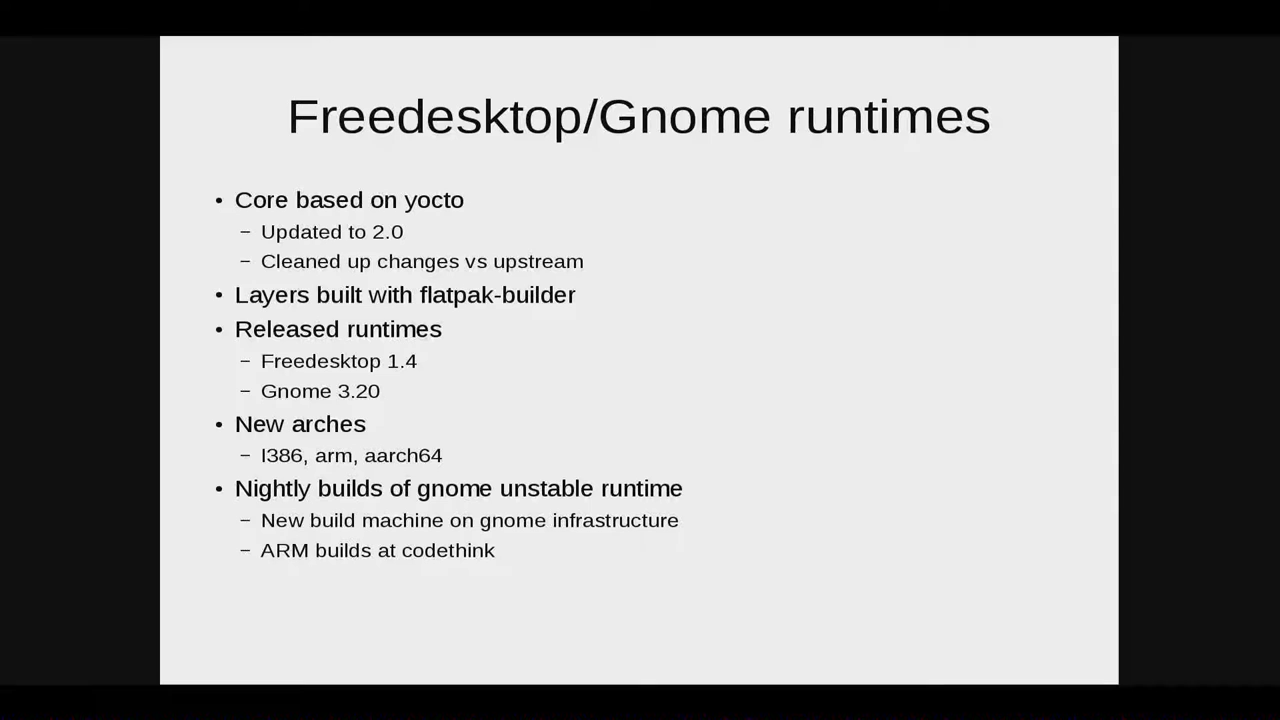 Freedesktop/Gnome runtimes
• Core based on yocto
– Updated to 2.0
– Cleaned up changes vs upstream
• Layers built with flatpak-builder
• Released runtimes
– Freedesktop 1.4
– Gnome 3.20
• New arches
– I386, arm, aarch64
• Nightly builds of gnome unstable runtime
– New build machine on gnome infrastructure
– ARM builds at codethink